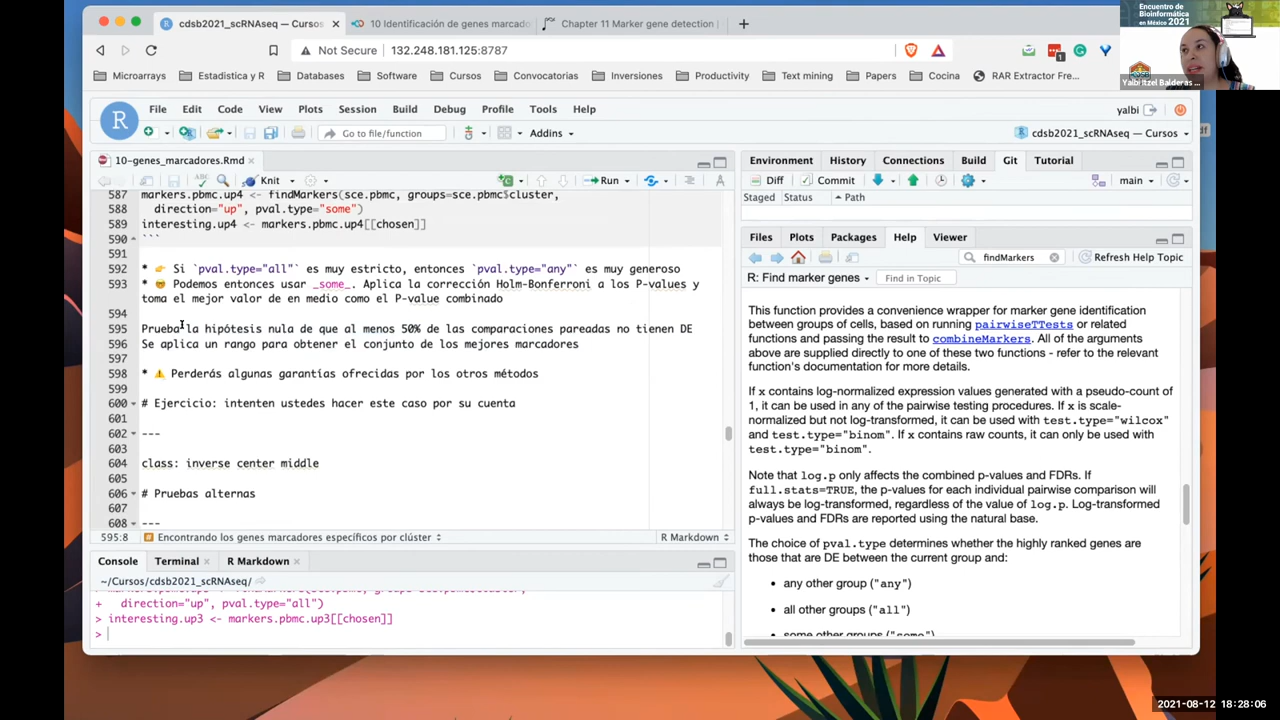 cdsb2021_scRNAseq – Cursos
10 Identificación de genes marcado
Chapter 11 Marker gene detection |
Not Secure
132.248.181.125:8787
Microarrays
Estadistica y R
Databases
Software
Cursos
Convocatorias
Inversiones
Productivity
Text mining
Papers
Cocina
RAR Extractor Fre...
Encuentro de
Bioinformática
en México 2021
Yalbi Itzel Balderas ...
File Edit Code View Plots Session Build Debug Profile Tools Help
yalbi
Go to file/function
Addins
cdsb2021_scRNAseq — Cursos
10-genes_marcadores.Rmd
Knit
Run
587 markers.pbmc.up4 <- findMarkers(sce.pbmc, groups=sce.pbmc$cluster,
588 direction="up", pval.type="some")
589 interesting.up4 <- markers.pbmc.up4[[chosen]]
590 ```
591
592 * 👉 Si `pval.type="all"` es muy estricto, entonces `pval.type="any"` es muy generoso
593 * 🤓 Podemos entonces usar _some_. Aplica la corrección Holm-Bonferroni a los P-values y
toma el mejor valor de en medio como el P-value combinado
594
595 Prueba la hipótesis nula de que al menos 50% de las comparaciones pareadas no tienen DE
596 Se aplica un rango para obtener el conjunto de los mejores marcadores
597
598 * ⚠️ Perderás algunas garantías ofrecidas por los otros métodos
599
600 # Ejercicio: intenten ustedes hacer este caso por su cuenta
601
602 ---
603
604 class: inverse center middle
605
606 # Pruebas alternas
607
608 ---
595:8
Encontrando los genes marcadores específicos por clúster
R Markdown
Console
Terminal
R Markdown
~/Cursos/cdsb2021_scRNAseq/
+ direction="up", pval.type="all")
> interesting.up3 <- markers.pbmc.up3[[chosen]]
>
Environment
History
Connections
Build
Git
Tutorial
Diff
Commit
main
Staged
Status
Path
Files
Plots
Packages
Help
Viewer
findMarkers
Refresh Help Topic
R: Find marker genes
Find in Topic
This function provides a convenience wrapper for marker gene identification
between groups of cells, based on running pairwiseTTests or related
functions and passing the result to combineMarkers. All of the arguments
above are supplied directly to one of these two functions - refer to the relevant
function's documentation for more details.
If x contains log-normalized expression values generated with a pseudo-count of
1, it can be used in any of the pairwise testing procedures. If x is scale-
normalized but not log-transformed, it can be used with test.type="wilcox"
and test.type="binom". If x contains raw counts, it can only be used with
test.type="binom".
Note that log.p only affects the combined p-values and FDRs. If
full.stats=TRUE, the p-values for each individual pairwise comparison will
always be log-transformed, regardless of the value of log.p. Log-transformed
p-values and FDRs are reported using the natural base.
The choice of pval.type determines whether the highly ranked genes are
those that are DE between the current group and:
• any other group ("any")
• all other groups ("all")
• some other groups ("some")
2021-08-12 18:28:06